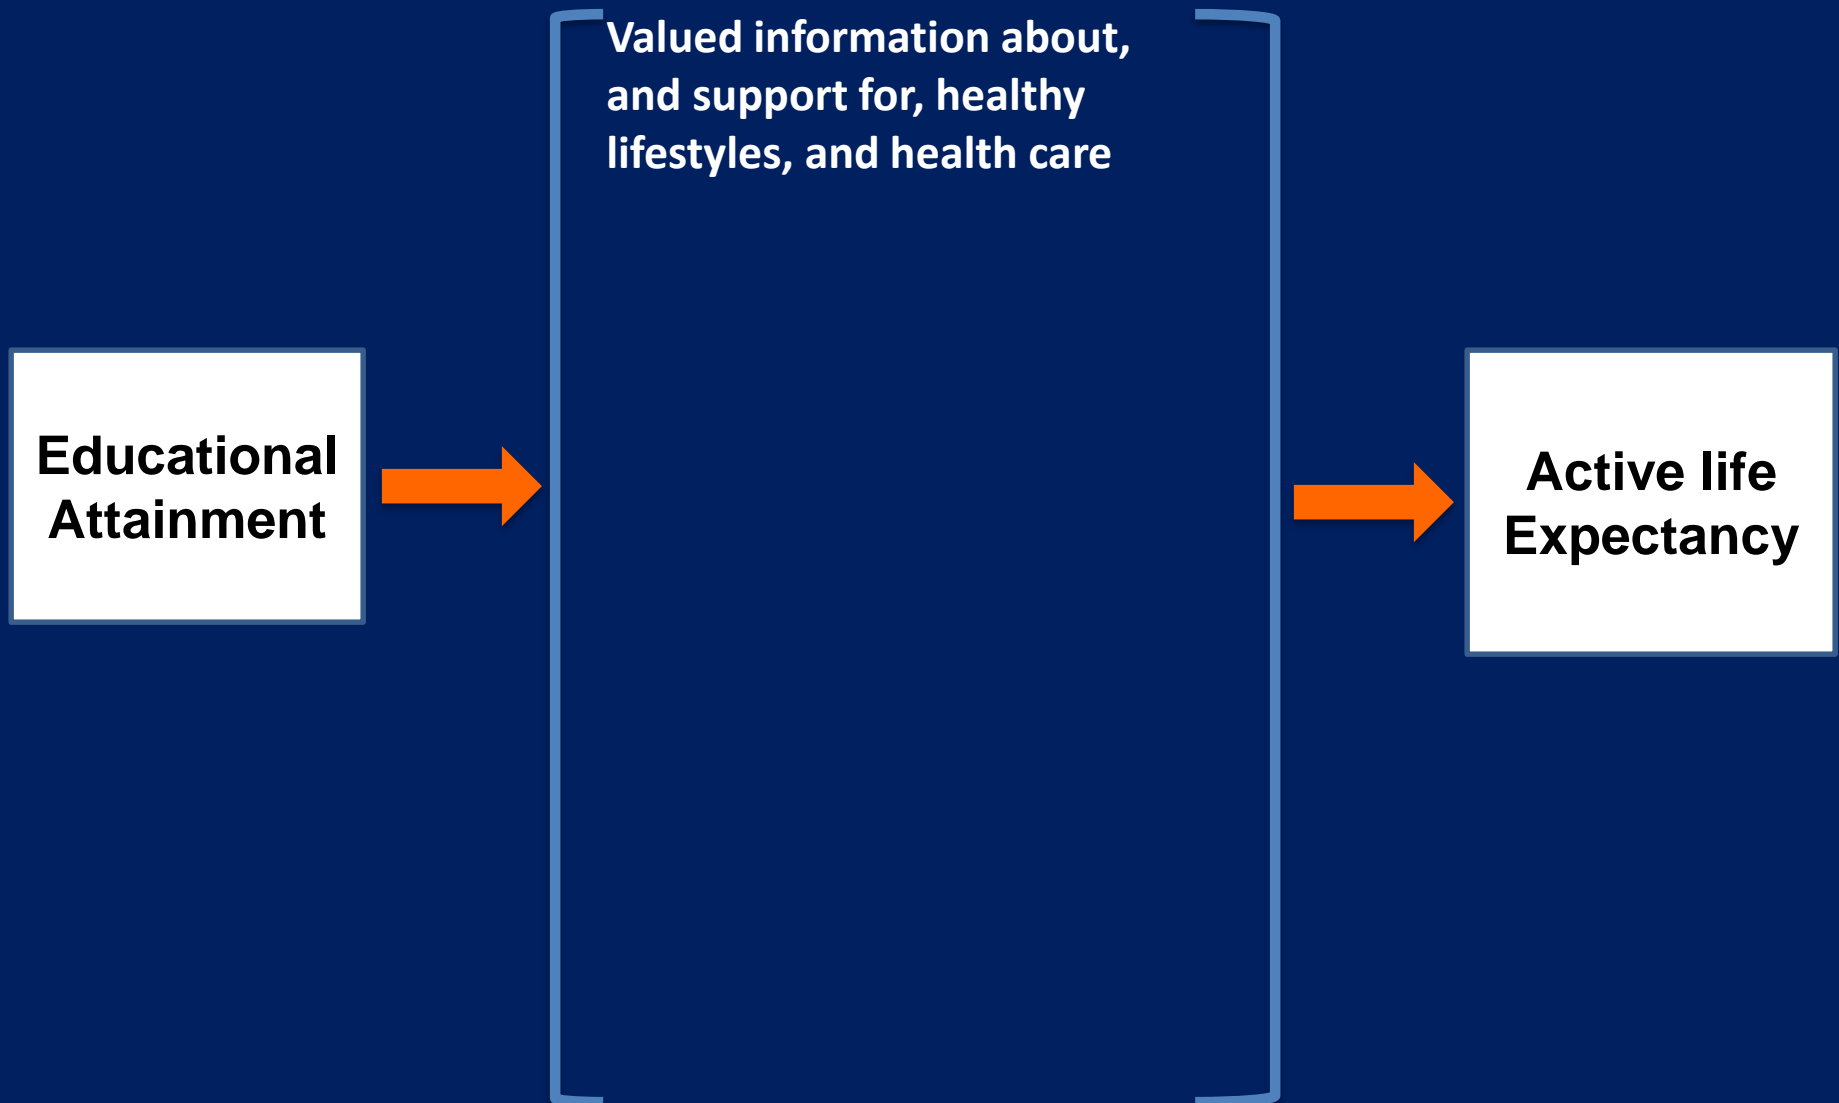 Valued information about,
and support for, healthy
lifestyles, and health care
Educational
Attainment
Active life
Expectancy